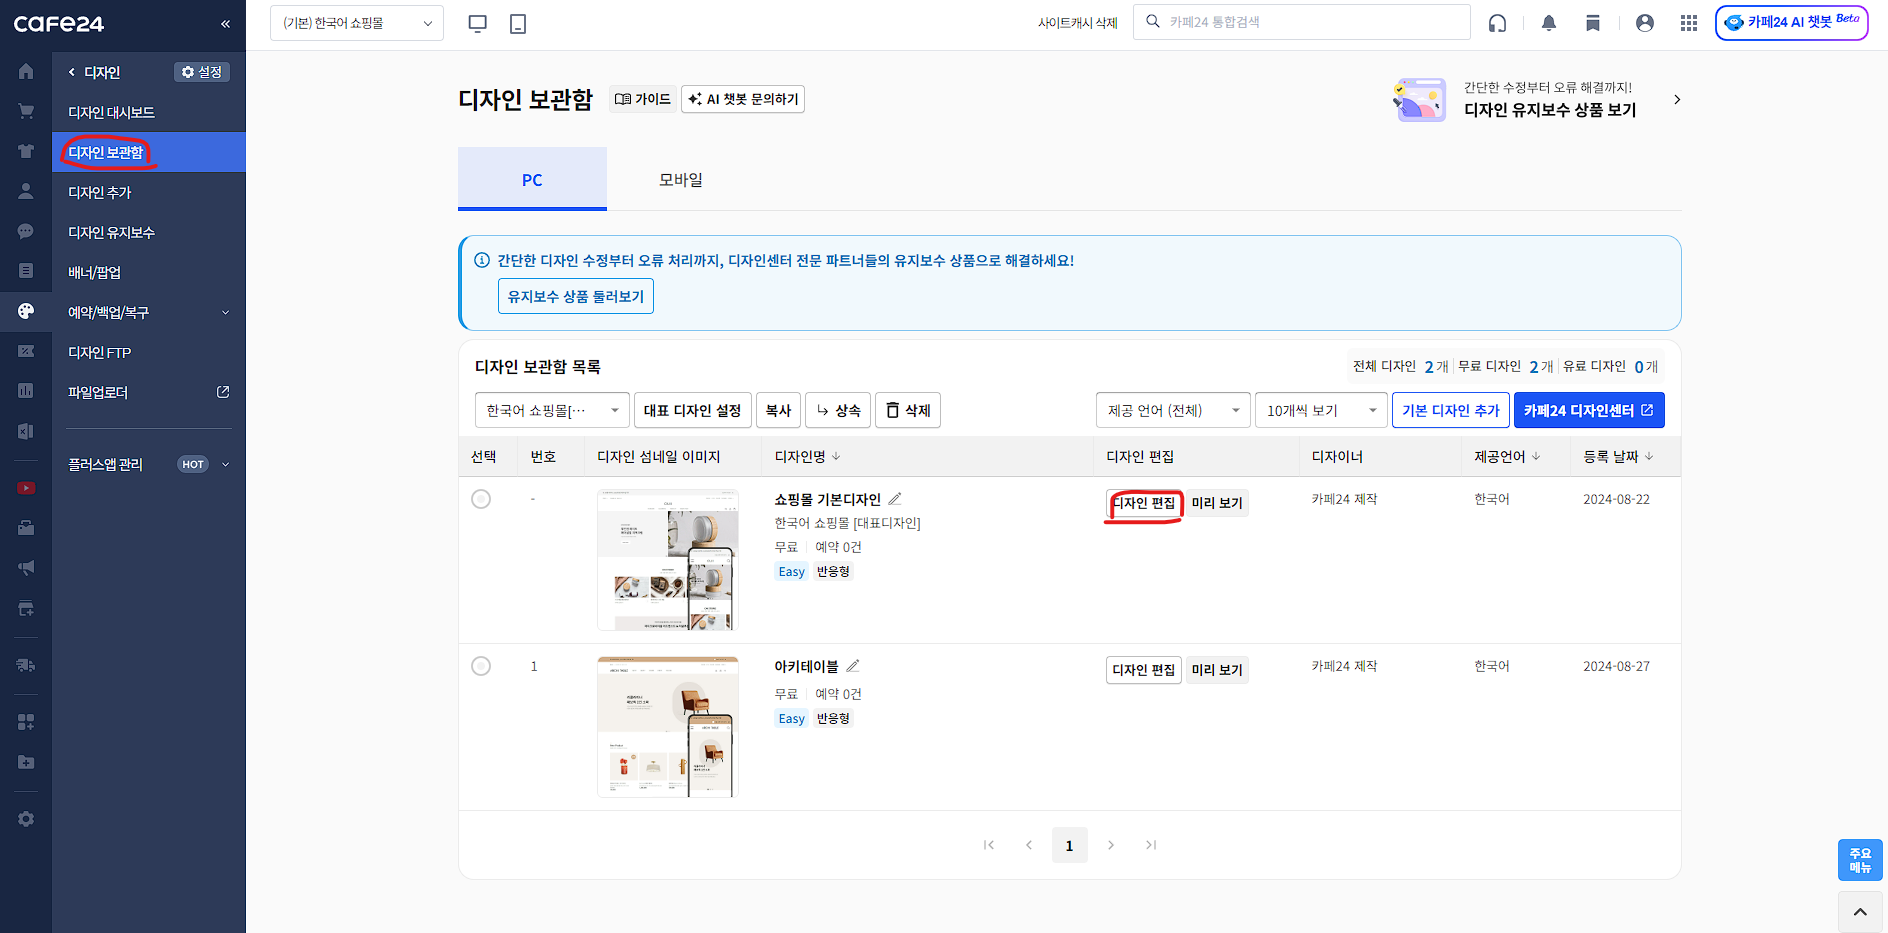 cafe24
«
(기본) 한국어 쇼핑몰
사이트캐시 삭제
카페24 통합검색
카페24 AI 챗봇 Beta
디자인
설정
디자인 대시보드
디자인 보관함
디자인 추가
디자인 유지보수
배너/팝업
예약/백업/복구
디자인 FTP
파일업로더
플러스앱 관리
HOT
디자인 보관함
가이드
AI 챗봇 문의하기
간단한 수정부터 오류 해결까지!
디자인 유지보수 상품 보기
PC
모바일
간단한 디자인 수정부터 오류 처리까지, 디자인센터 전문 파트너들의 유지보수 상품으로 해결하세요!
유지보수 상품 둘러보기
디자인 보관함 목록
전체 디자인 2개 무료 디자인 2개 유료 디자인 0개
한국어 쇼핑몰[···
대표 디자인 설정
복사
상속
삭제
제공 언어 (전체)
10개씩 보기
기본 디자인 추가
카페24 디자인센터
선택 번호 디자인 섬네일 이미지 디자인명 디자인 편집 디자이너 제공언어 등록 날짜
-
쇼핑몰 기본디자인
한국어 쇼핑몰 [대표디자인]
무료 예약 0건
Easy 반응형
디자인 편집
미리 보기
카페24 제작
한국어
2024-08-22
1
아키테이블
무료 예약 0건
Easy 반응형
디자인 편집
미리 보기
카페24 제작
한국어
2024-08-27
1
주요
메뉴